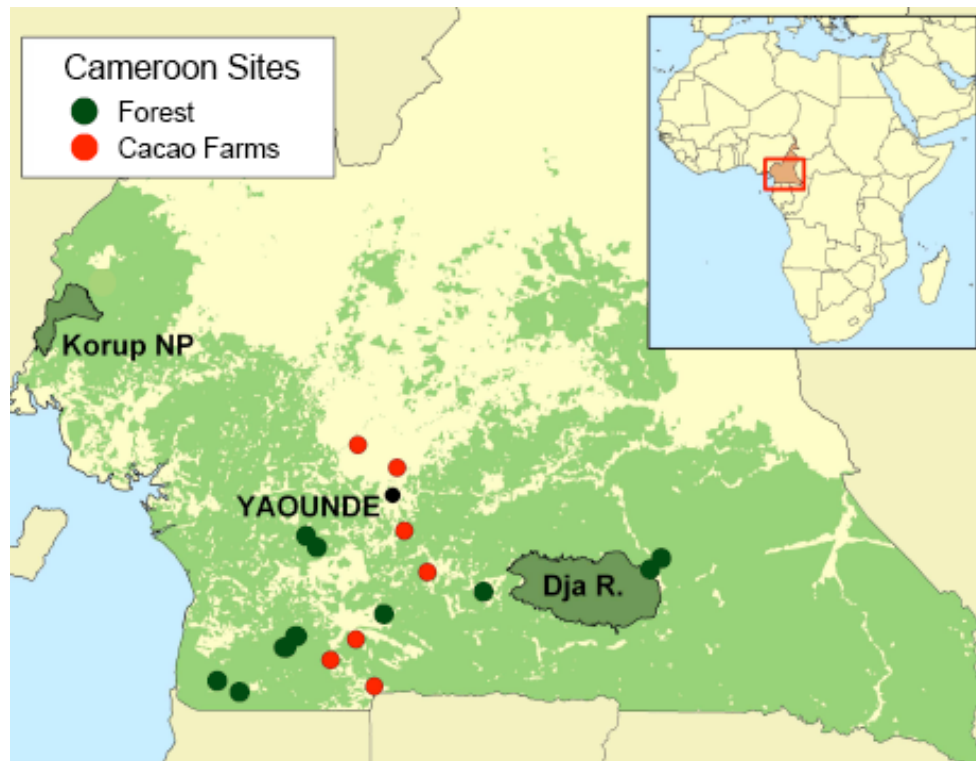 Cameroon Sites
Forest
Cacao Farms
Korup NP
YAOUNDE
Dja R.